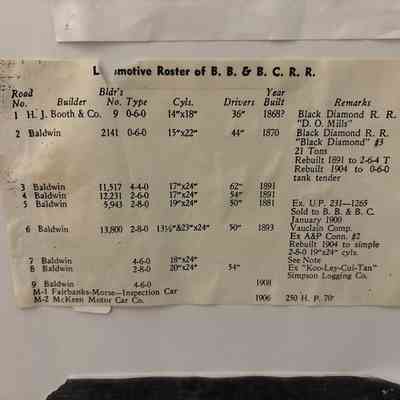 L motive Roster of B. B. & B. C. R. R.
Road No. Builder Bldr's No. Type Cyls. Drivers Year Built Remarks
1 H. J. Booth & Co. 9 0-6-0 14"x18" 36" 1868? Black Diamond R. R.
"D. O. Mills"
2 Baldwin 2141 0-6-0 15"x22" 44" 1870 Black Diamond R. R.
"Black Diamond" #3
21 Tons
Rebuilt 1891 to 2-6-4 T
Rebuilt 1904 to 0-6-0
tank tender
3 Baldwin 11,517 4-4-0 17"x24" 62" 1891
4 Baldwin 12,231 2-6-0 17"x24" 54" 1891
5 Baldwin 5,943 2-8-0 19"x24" 50" 1881 Ex. U.P. 231—1265
Sold to B. B. & B. C.
January 1900
6 Baldwin 13,800 2-8-0 13½"&23"x24" 50" 1893 Vauclain Comp.
Ex A&P Conn. #2
Rebuilt 1904 to simple
2-8-0 19"x24" cyls.
7 Baldwin 4-6-0 18"x24" See Note
8 Baldwin 2-8-0 20"x24" 54" Ex "Koo-Ley-Cui-Tan"
Simpson Logging Co.
9 Baldwin 4-6-0 1908
M-1 Fairbanks-Morse—Inspection Car
M-2 McKeen Motor Car Co. 1906 250 H. P. 70'